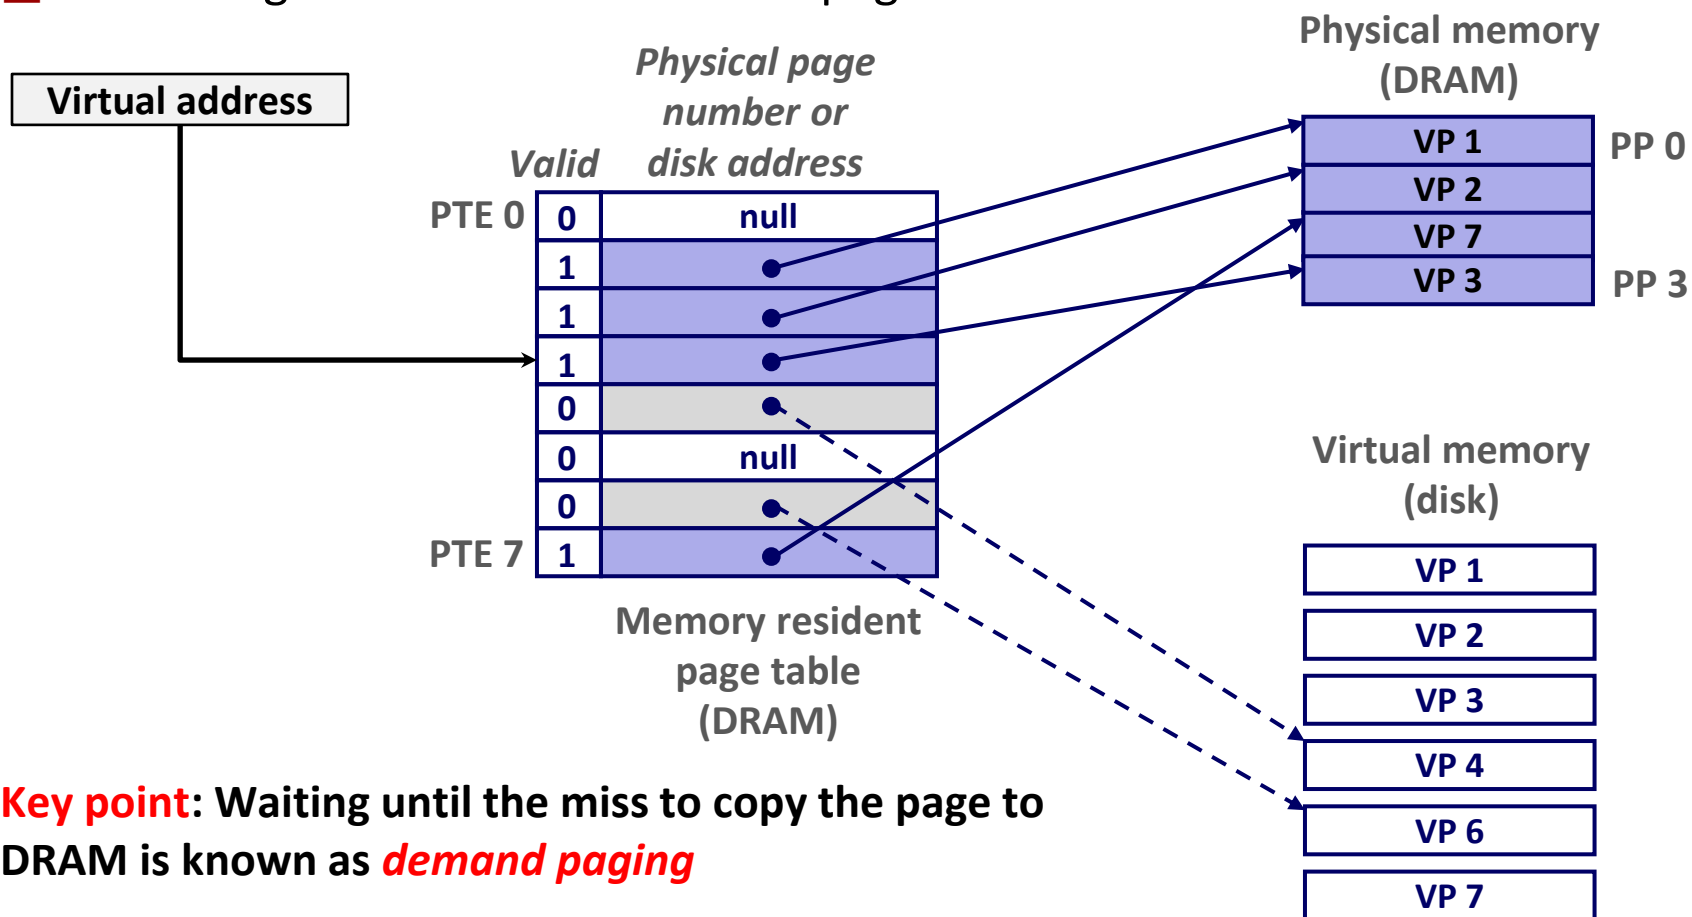 Physical memory
(DRAM)
Virtual address
Physical page
number or
disk address
Valid
PTE 0
0
null
1
1
1
0
0
null
0
PTE 7
1
VP 1
PP 0
VP 2
VP 7
VP 3
PP 3
Memory resident
page table
(DRAM)
Virtual memory
(disk)
VP 1
VP 2
VP 3
VP 4
VP 6
VP 7
Key point: Waiting until the miss to copy the page to
DRAM is known as demand paging